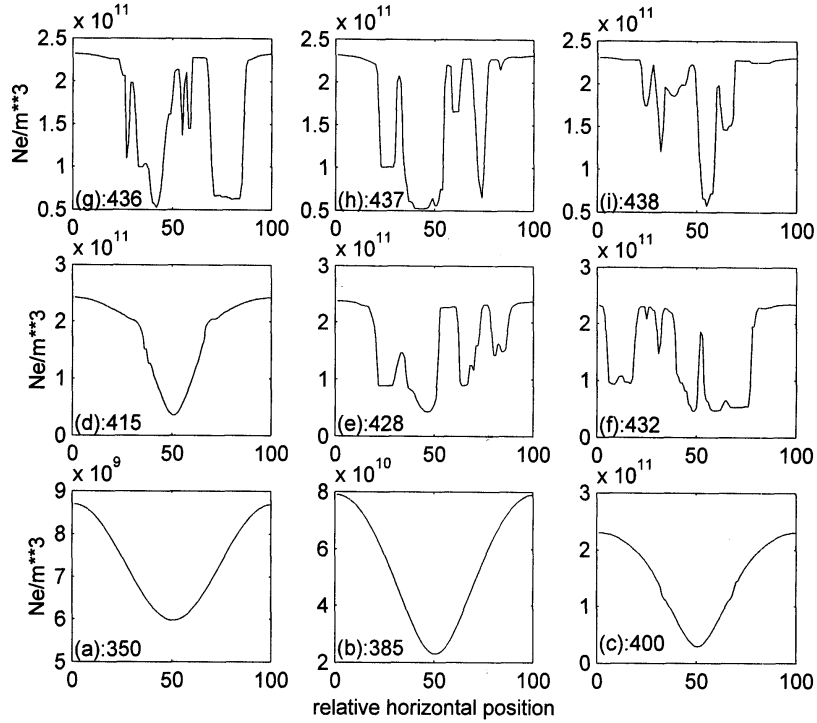 x 10^11 x 10^11 x 10^11
2.5 2.5 2.5
2 2 2
Ne/m**3
1.5 1.5 1.5
1 1 1
(g):436 (h):437 (i):438
0.5 0.5 0.5
0 50 100 0 50 100 0 50 100
x 10^11 x 10^11 x 10^11
3 3 3
2 2 2
Ne/m**3
1 1 1
(d):415 (e):428 (f):432
0 0 0
0 50 100 0 50 100 0 50 100
x 10^9 x 10^10 x 10^11
9 8 3
8
6 2
Ne/m**3
7
4 1
6
(a):350 (b):385 (c):400
5 2 0
0 50 100 0 50 100 0 50 100
relative horizontal position